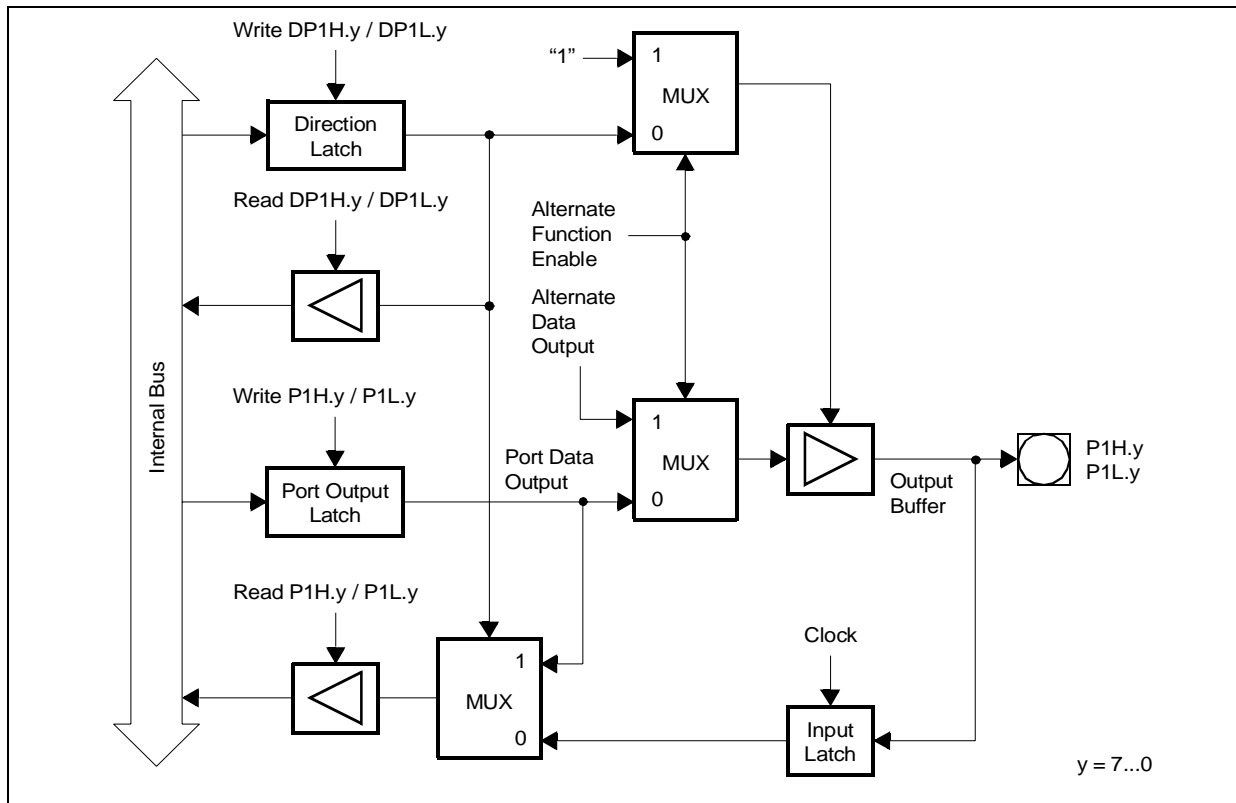 Write DP1H.y / DP1L.y
“1”
1
MUX
0
Direction
Latch
Read DP1H.y / DP1L.y
Alternate
Function
Enable
Alternate
Data
Output
Internal Bus
Write P1H.y / P1L.y
1
MUX
0
Port Data
Output
Port Output
Latch
Output
Buffer
P1H.y
P1L.y
Read P1H.y / P1L.y
1
MUX
0
Clock
Input
Latch
y = 7...0